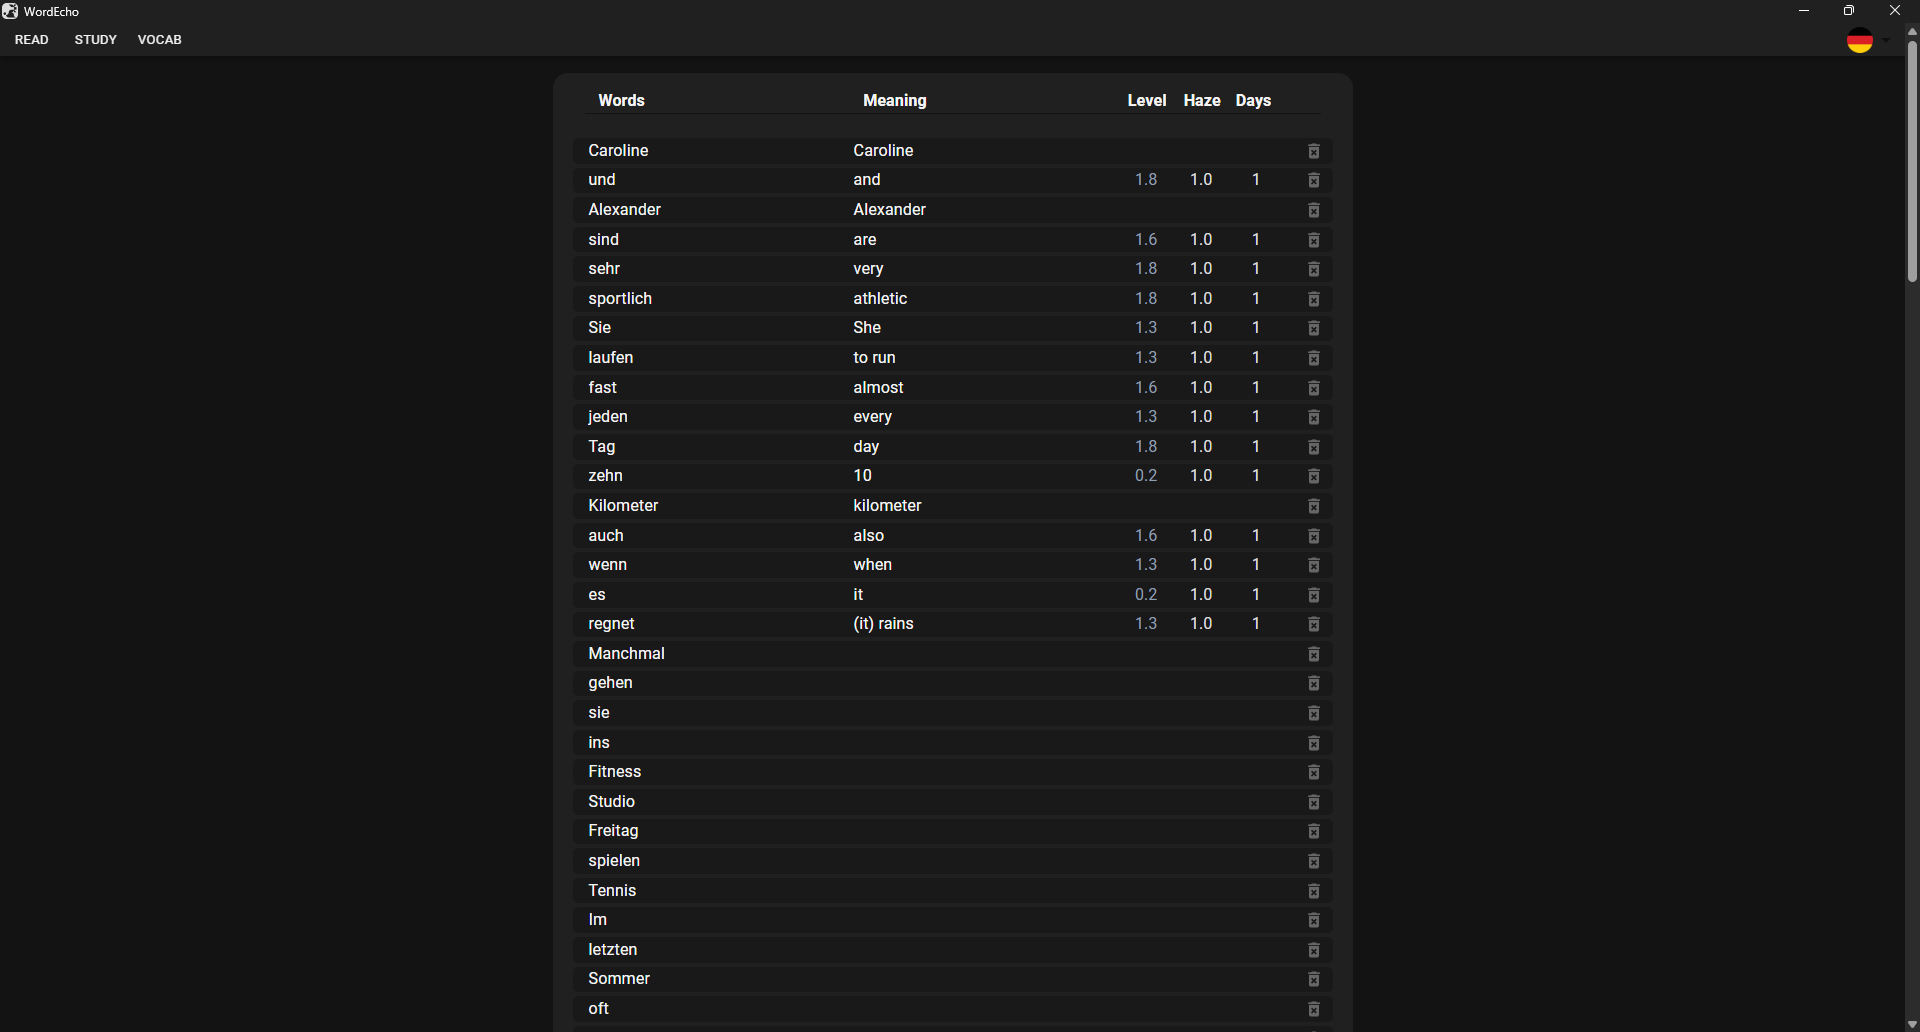 WordEcho
READ STUDY VOCAB
Words Meaning Level Haze Days
Caroline Caroline
und and 1.8 1.0 1
Alexander Alexander
sind are 1.6 1.0 1
sehr very 1.8 1.0 1
sportlich athletic 1.8 1.0 1
Sie She 1.3 1.0 1
laufen to run 1.3 1.0 1
fast almost 1.6 1.0 1
jeden every 1.3 1.0 1
Tag day 1.8 1.0 1
zehn 10 0.2 1.0 1
Kilometer kilometer
auch also 1.6 1.0 1
wenn when 1.3 1.0 1
es it 0.2 1.0 1
regnet (it) rains 1.3 1.0 1
Manchmal
gehen
sie
ins
Fitness
Studio
Freitag
spielen
Tennis
Im
letzten
Sommer
oft